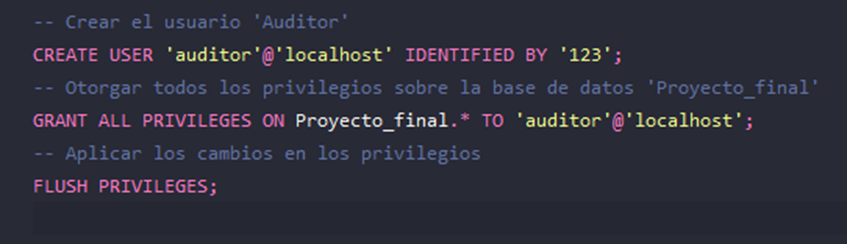 -- Crear el usuario 'Auditor'
CREATE USER 'auditor'@'localhost' IDENTIFIED BY '123';
-- Otorgar todos los privilegios sobre la base de datos 'Proyecto_final'
GRANT ALL PRIVILEGES ON Proyecto_final.* TO 'auditor'@'localhost';
-- Aplicar los cambios en los privilegios
FLUSH PRIVILEGES;